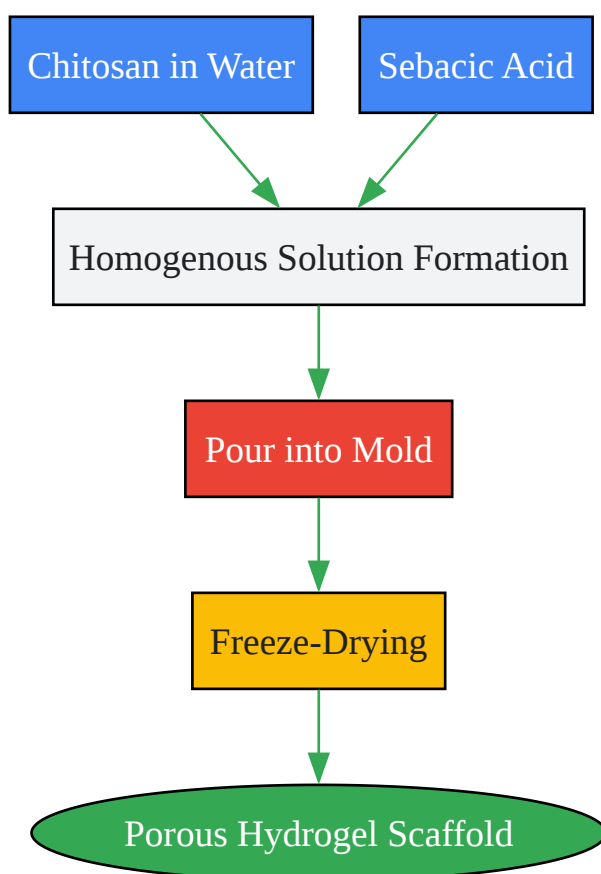 Chitosan in Water
Sebacic Acid
Homogenous Solution Formation
Pour into Mold
Freeze-Drying
Porous Hydrogel Scaffold